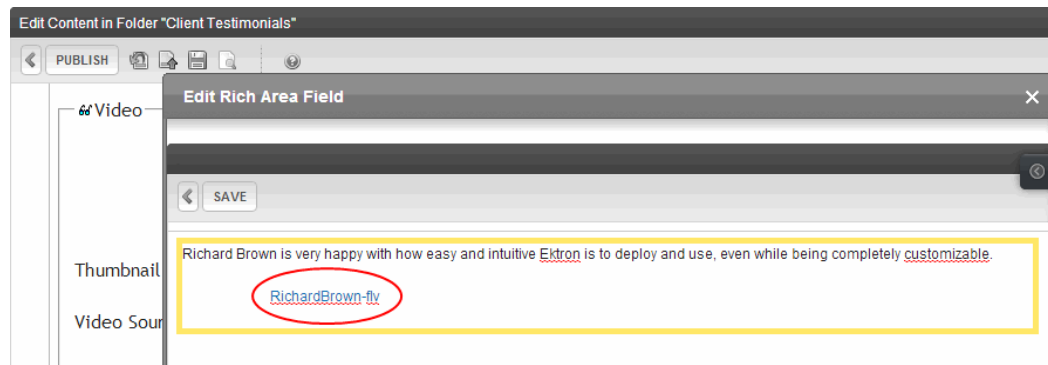 Edit Content in Folder "Client Testimonials"
PUBLISH
Edit Rich Area Field
Video
SAVE
Richard Brown is very happy with how easy and intuitive Ektron is to deploy and use, even while being completely customizable.
Thumbnail
RichardBrown-flv
Video Sour